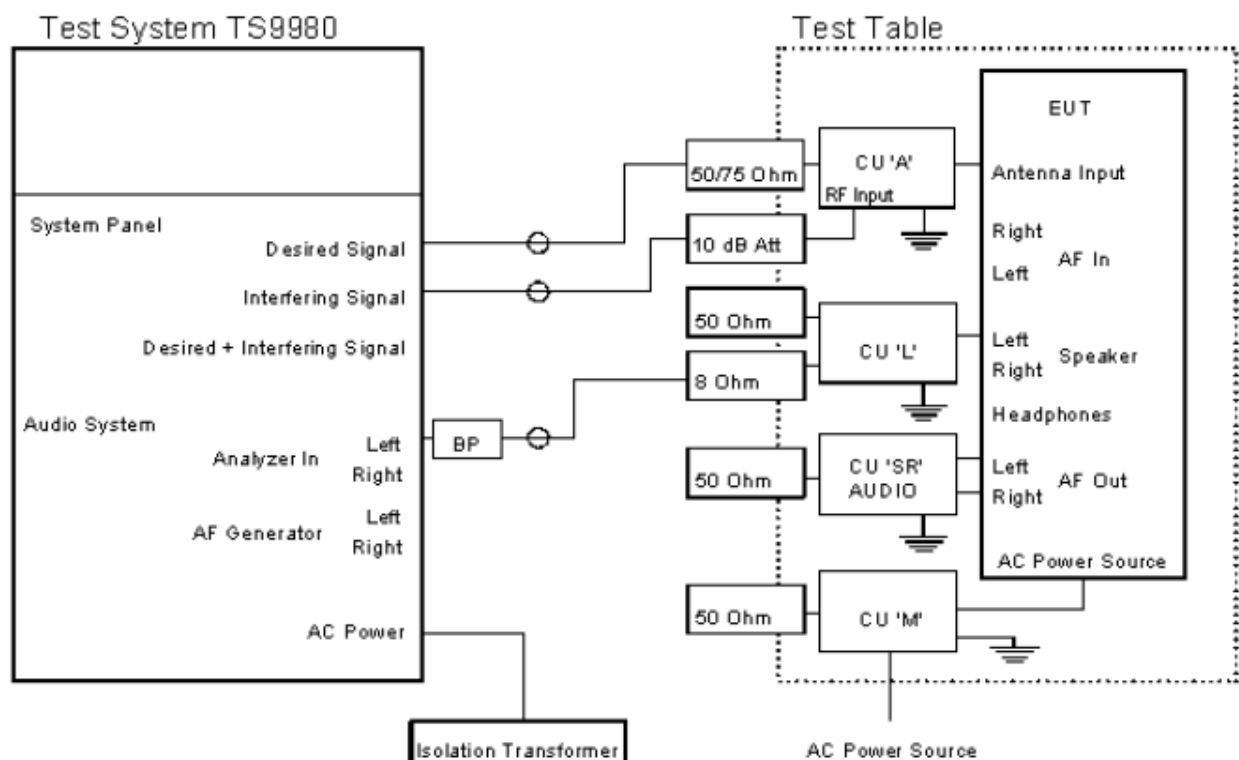 Test System TS9980
System Panel
Desired Signal
Interfering Signal
Desired + Interfering Signal
Audio System
Analyzer In
Left
Right
AF Generator
Left
Right
AC Power
BP
Isolation Transformer
50/75 Ohm
10 dB Att
50 Ohm
8 Ohm
50 Ohm
50 Ohm
Test Table
CU 'A'
RF Input
CU 'L'
CU 'SR'
AUDIO
CU 'M'
EUT
Antenna Input
Right
Left
AF In
Left
Right
Speaker
Headphones
Left
Right
AF Out
AC Power Source
AC Power Source